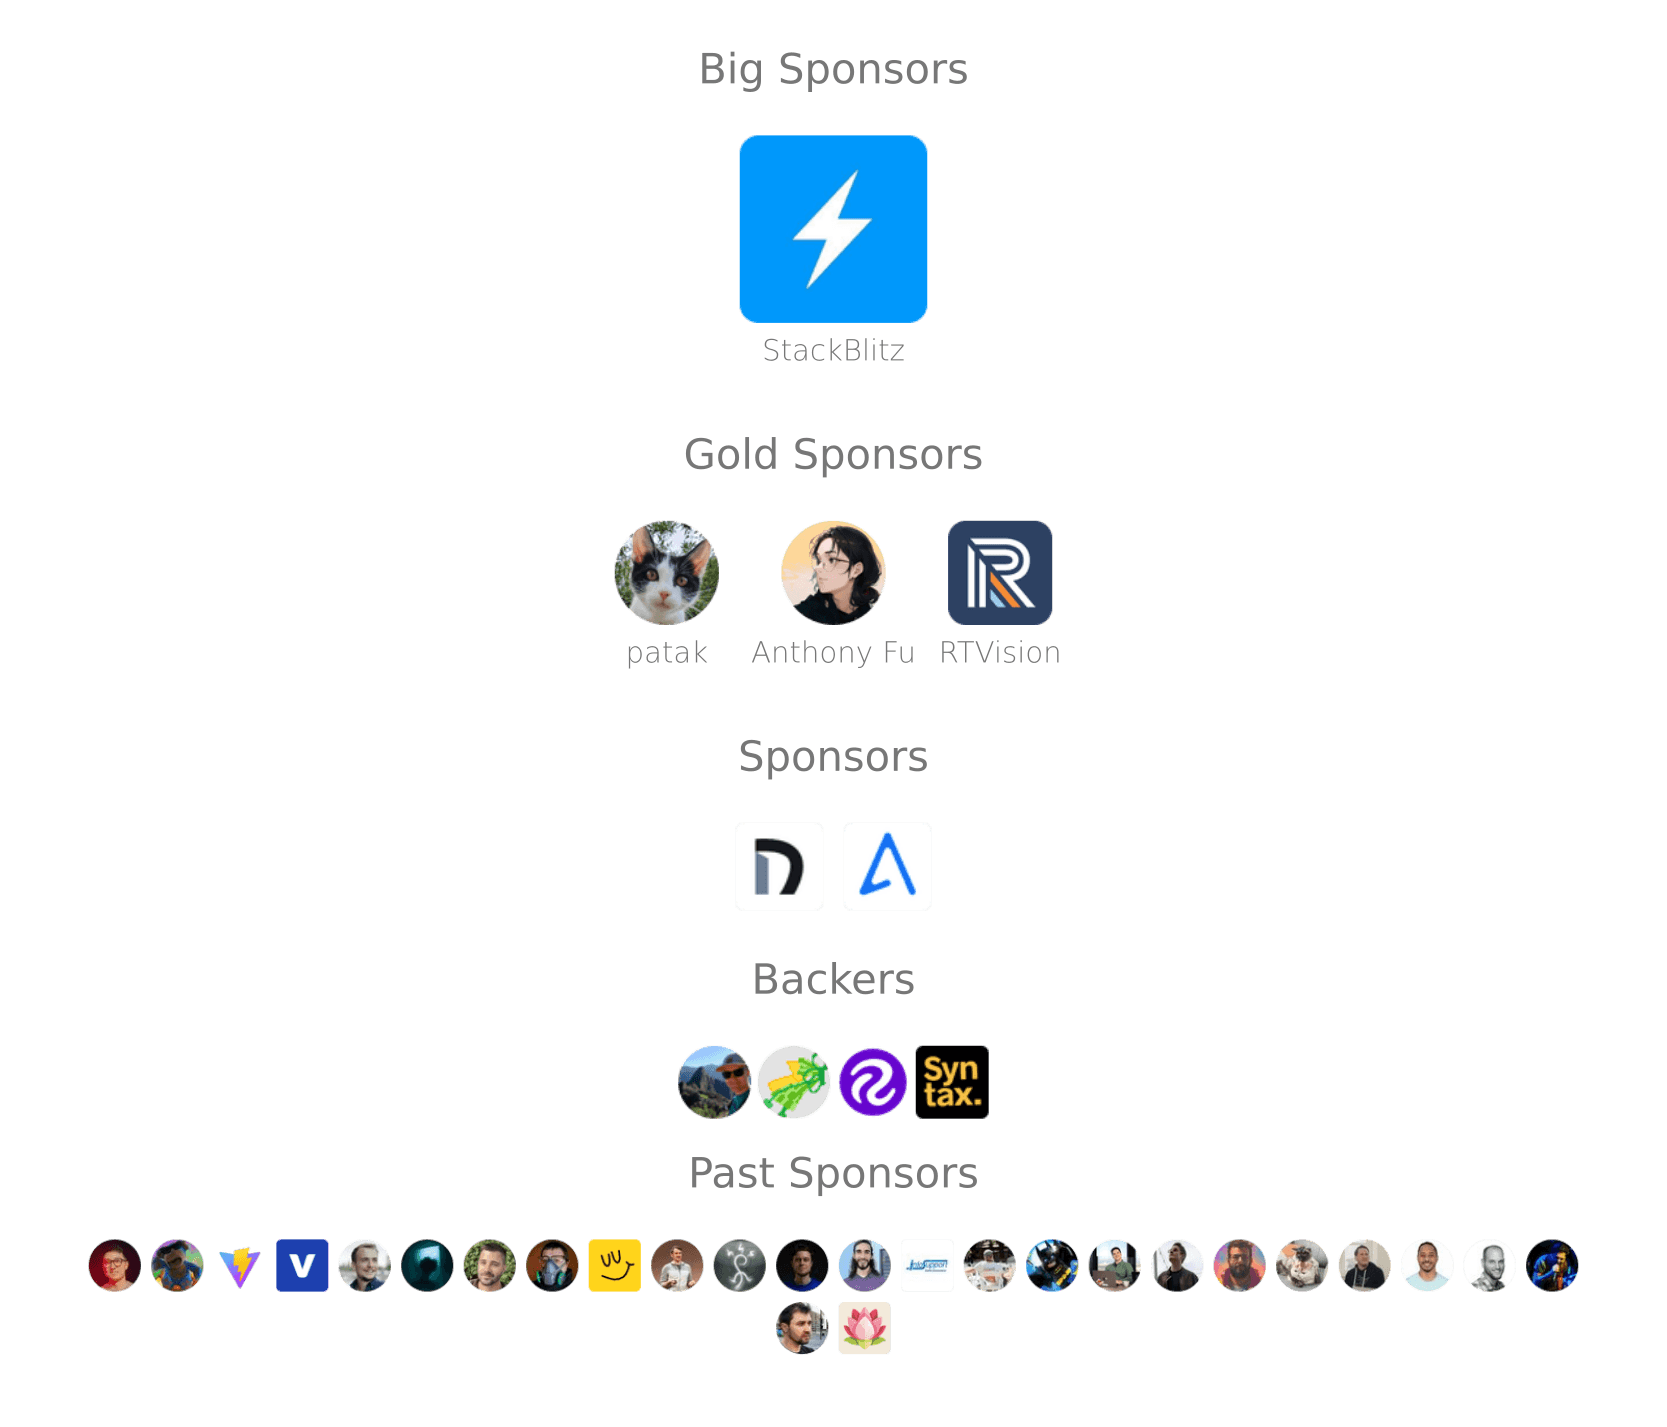 Big Sponsors
StackBlitz
Gold Sponsors
patak
Anthony Fu
RTVision
Sponsors
Backers
Syn
tax.
Past Sponsors
V